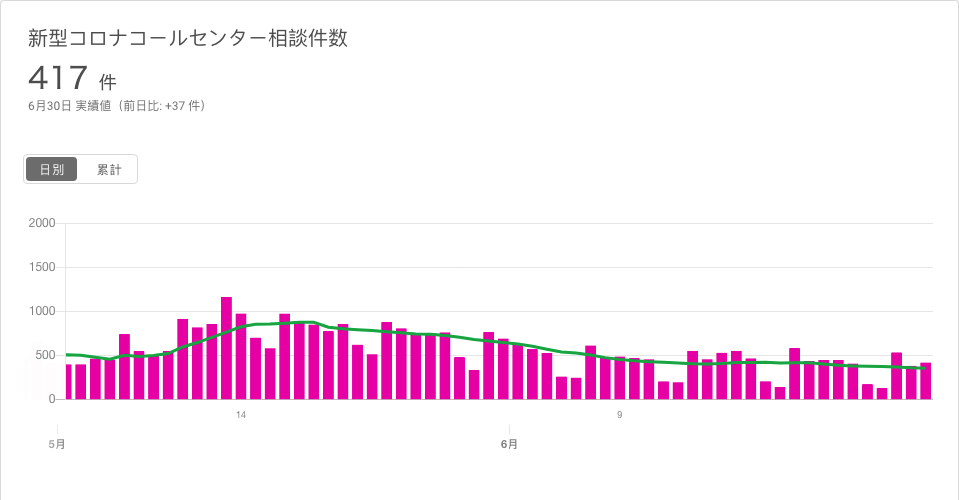 新型コロナコールセンター相談件数
417 件
6月30日 実績値（前日比: +37 件）
日別 累計
2000
1500
1000
500
0
14 9
5月 6月